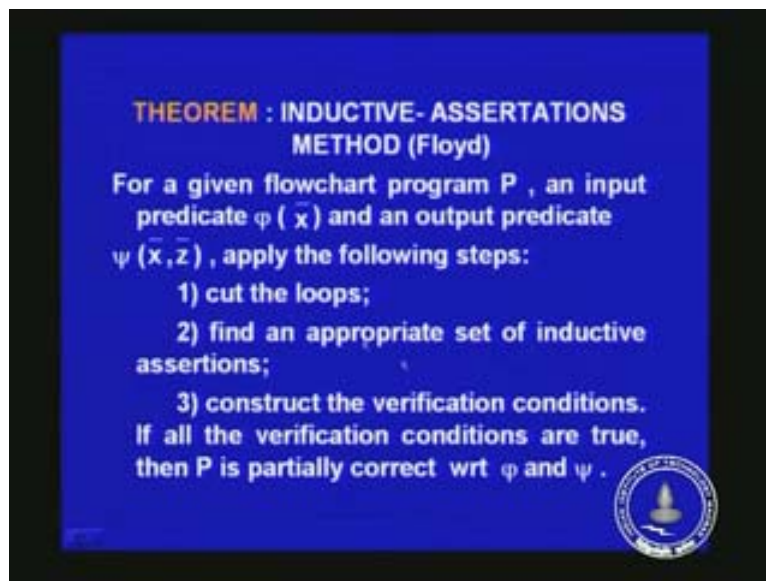 THEOREM : INDUCTIVE- ASSERTATIONS
METHOD (Floyd)
For a given flowchart program P , an input
predicate φ ( x̄ ) and an output predicate
ψ (x̄,z̄) , apply the following steps:
1) cut the loops;
2) find an appropriate set of inductive
assertions;
3) construct the verification conditions.
If all the verification conditions are true,
then P is partially correct wrt φ and ψ .